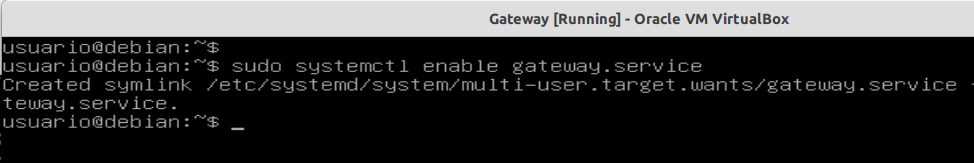 Gateway [Running] - Oracle VM VirtualBox
usuario@debian:~$
usuario@debian:~$ sudo systemctl enable gateway.service
Created symlink /etc/systemd/system/multi-user.target.wants/gateway.service
teway.service.
usuario@debian:~$ _